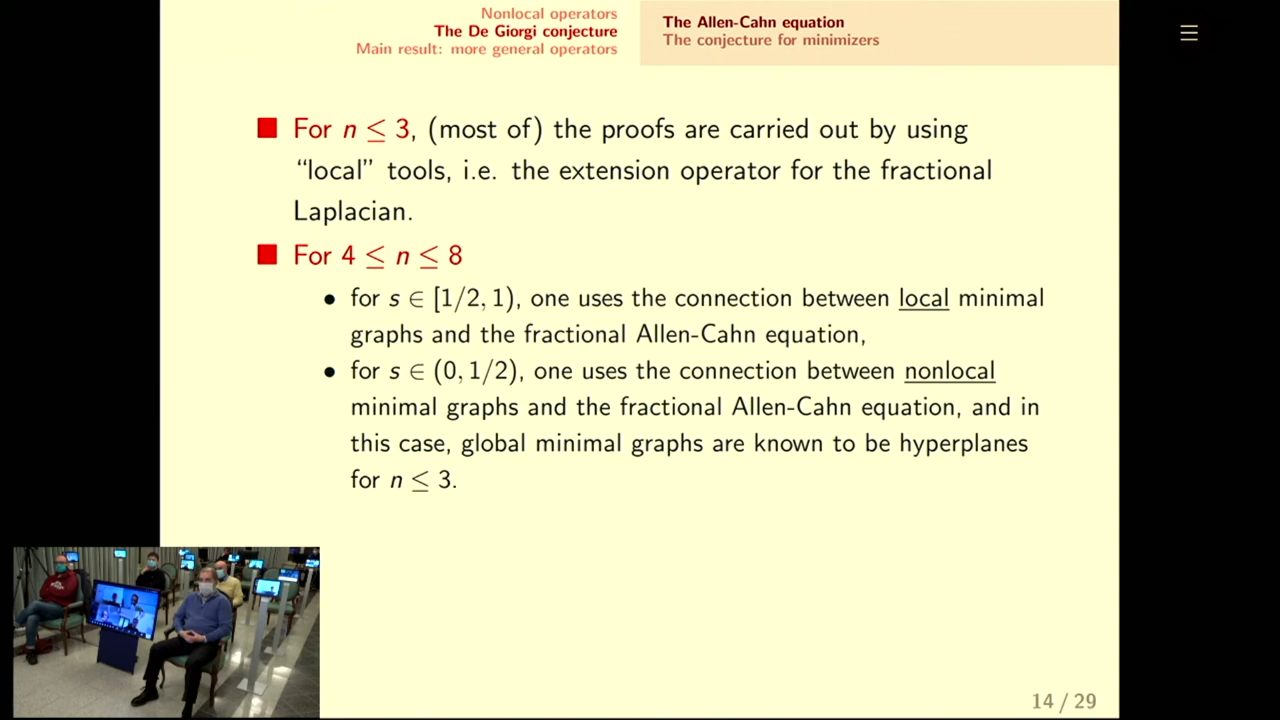 Nonlocal operators
The De Giorgi conjecture
Main result: more general operators
The Allen-Cahn equation
The conjecture for minimizers
For n ≤ 3, (most of) the proofs are carried out by using
“local” tools, i.e. the extension operator for the fractional
Laplacian.
For 4 ≤ n ≤ 8
• for s ∈ [1/2, 1), one uses the connection between local minimal
graphs and the fractional Allen-Cahn equation,
• for s ∈ (0, 1/2), one uses the connection between nonlocal
minimal graphs and the fractional Allen-Cahn equation, and in
this case, global minimal graphs are known to be hyperplanes
for n ≤ 3.
14 / 29